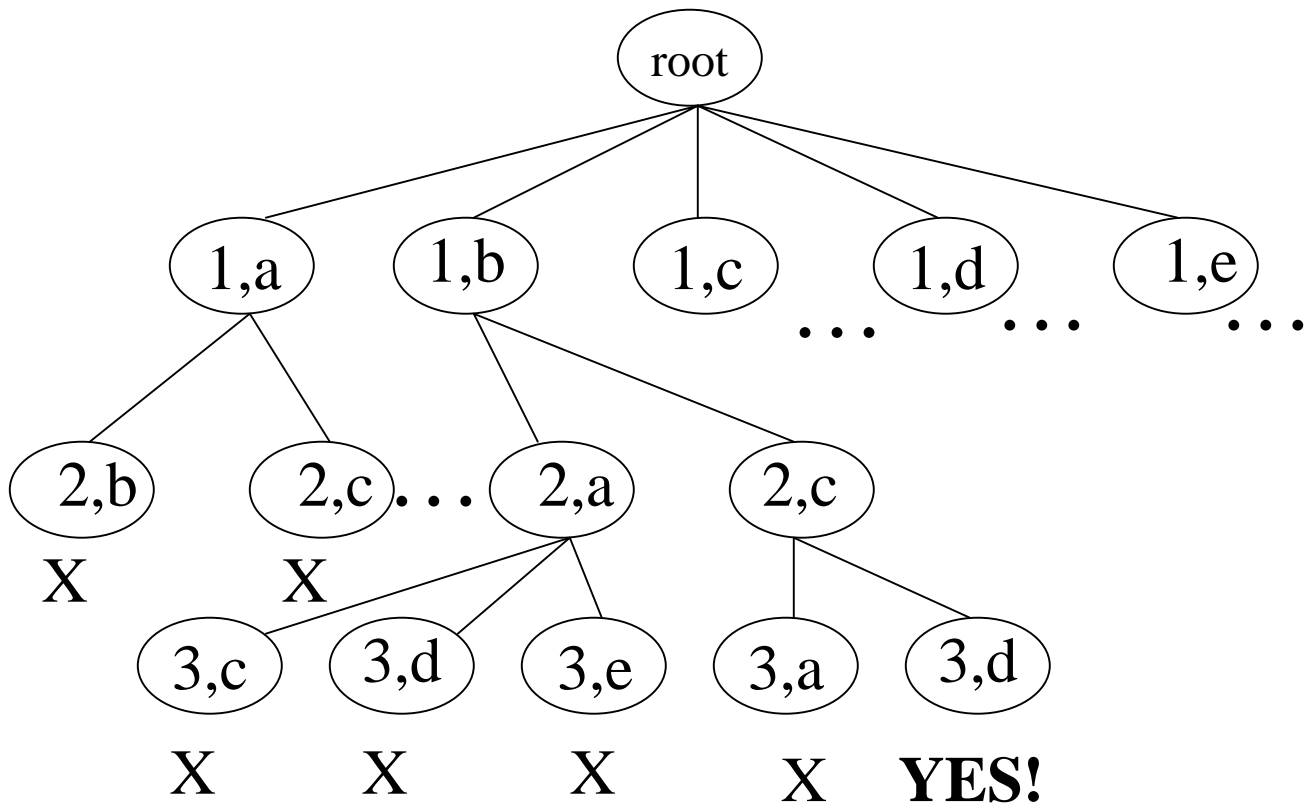 root
1,a 1,b 1,c 1,d 1,e
... ... ...
2,b 2,c ... 2,a 2,c
X X
3,c 3,d 3,e 3,a 3,d
X X X X YES!